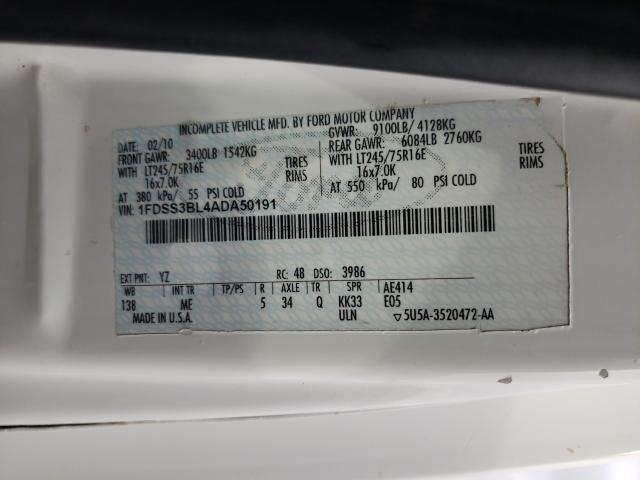 INCOMPLETE VEHICLE MFD. BY FORD MOTOR COMPANY
DATE: 02/10 GVWR: 9100LB/ 4128KG
FRONT GAWR: 3400LB 1542KG REAR GAWR: 6084LB 2760KG
WITH LT245/75R16E TIRES WITH LT245/75R16E TIRES
16x7.0K RIMS 16x7.0K RIMS
AT 380 kPa/ 55 PSI COLD AT 550 kPa/ 80 PSI COLD
VIN: 1FDSS3BL4ADA50191
EXT PNT: YZ RC: 48 DSO: 3986
WB INT TR TP/PS R AXLE TR SPR AE414
138 ME 5 34 Q KK33 E05
MADE IN U.S.A. ULN ▽5U5A-3520472-AA